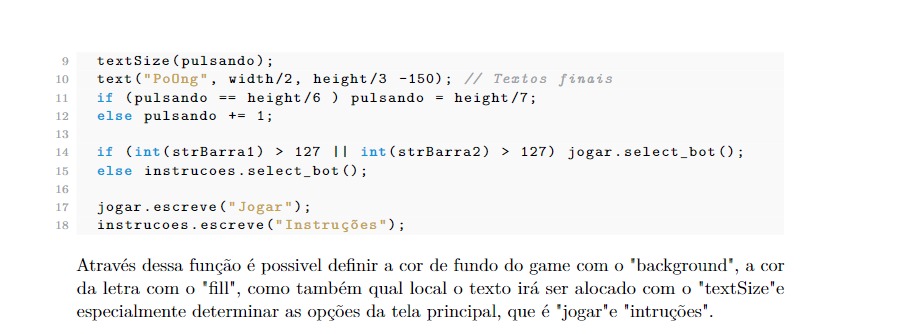 9 textSize(pulsando);
10 text("PoOng", width/2, height/3 -150); // Textos finais
11 if (pulsando == height/6 ) pulsando = height/7;
12 else pulsando += 1;
13
14 if (int(strBarra1) > 127 || int(strBarra2) > 127) jogar.select_bot();
15 else instrucoes.select_bot();
16
17 jogar.escreve("Jogar");
18 instrucoes.escreve("Instruções");
Através dessa função é possivel definir a cor de fundo do game com o "background", a cor
da letra com o "fill", como também qual local o texto irá ser alocado com o "textSize"e
especialmente determinar as opções da tela principal, que é "jogar"e "intruções".